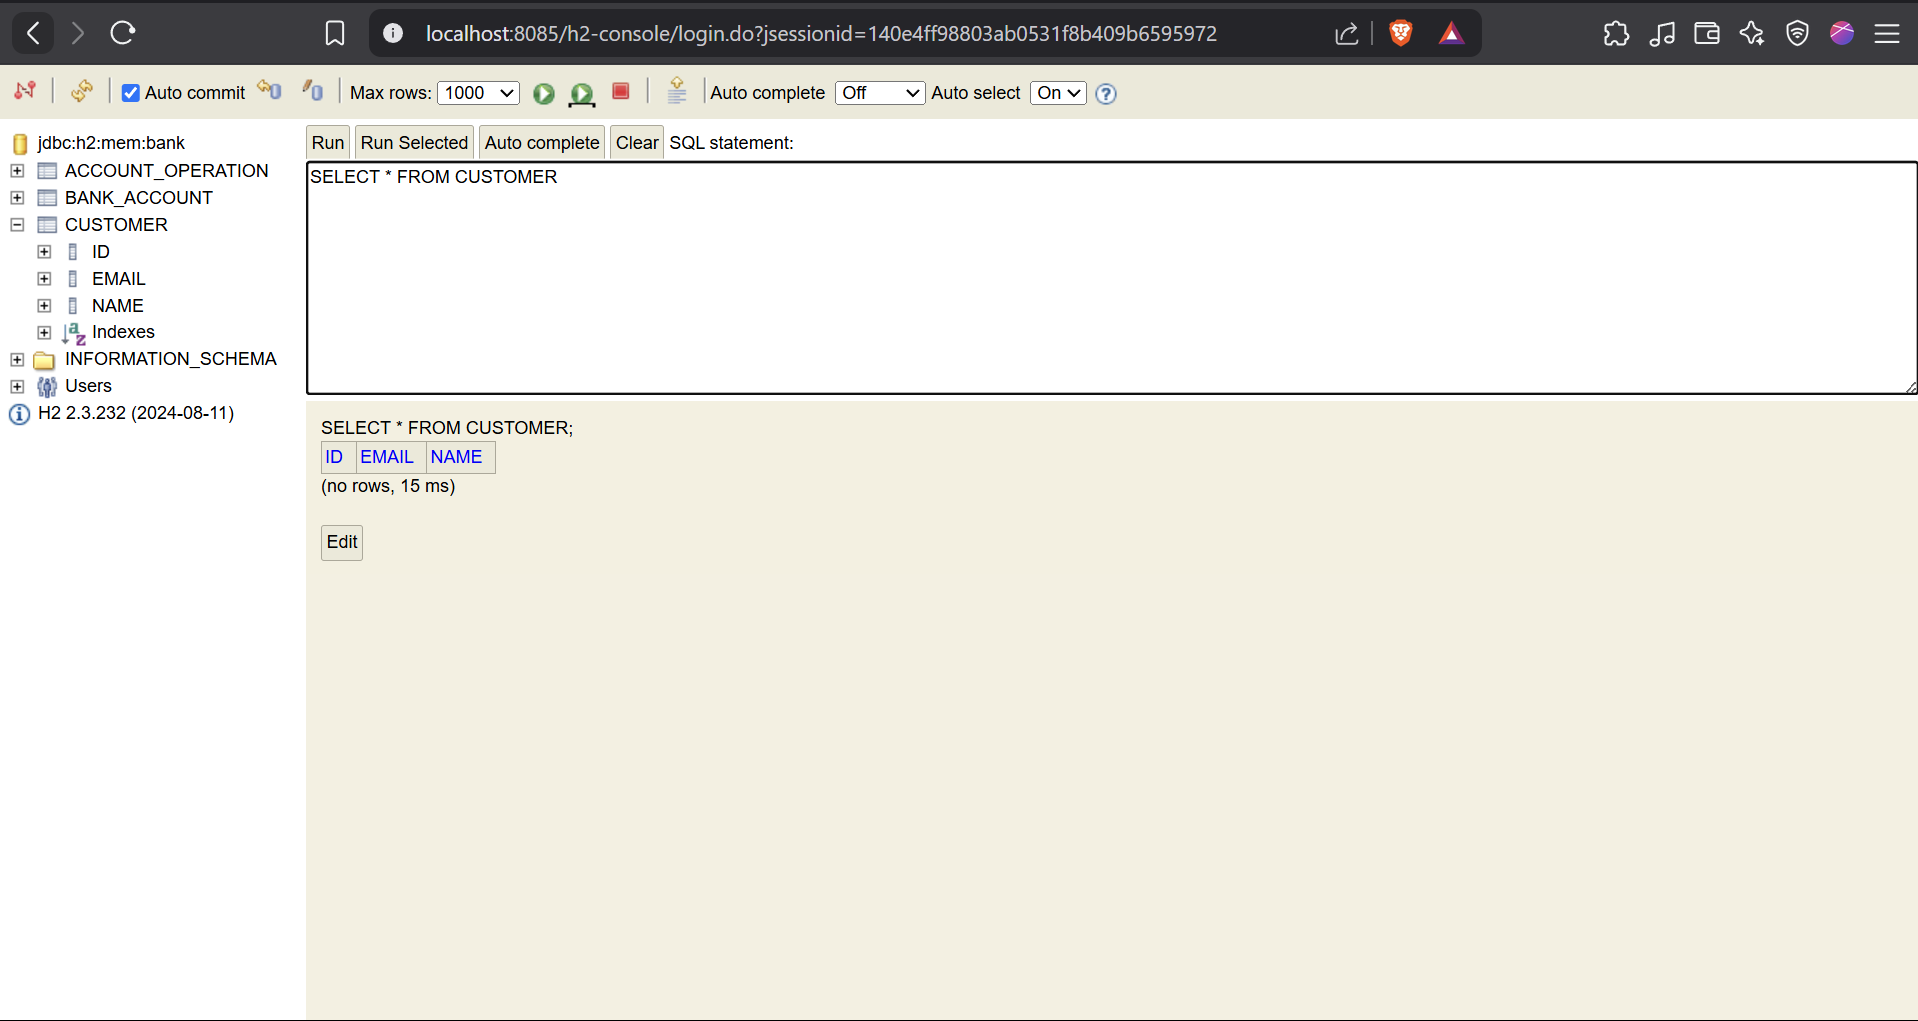 localhost:8085/h2-console/login.do?jsessionid=140e4ff98803ab0531f8b409b6595972
Auto commit Max rows: 1000 Auto complete Off Auto select On
jdbc:h2:mem:bank
ACCOUNT_OPERATION
BANK_ACCOUNT
CUSTOMER
ID
EMAIL
NAME
Indexes
INFORMATION_SCHEMA
Users
H2 2.3.232 (2024-08-11)
Run Run Selected Auto complete Clear SQL statement:
SELECT * FROM CUSTOMER
SELECT * FROM CUSTOMER;
ID EMAIL NAME
(no rows, 15 ms)
Edit